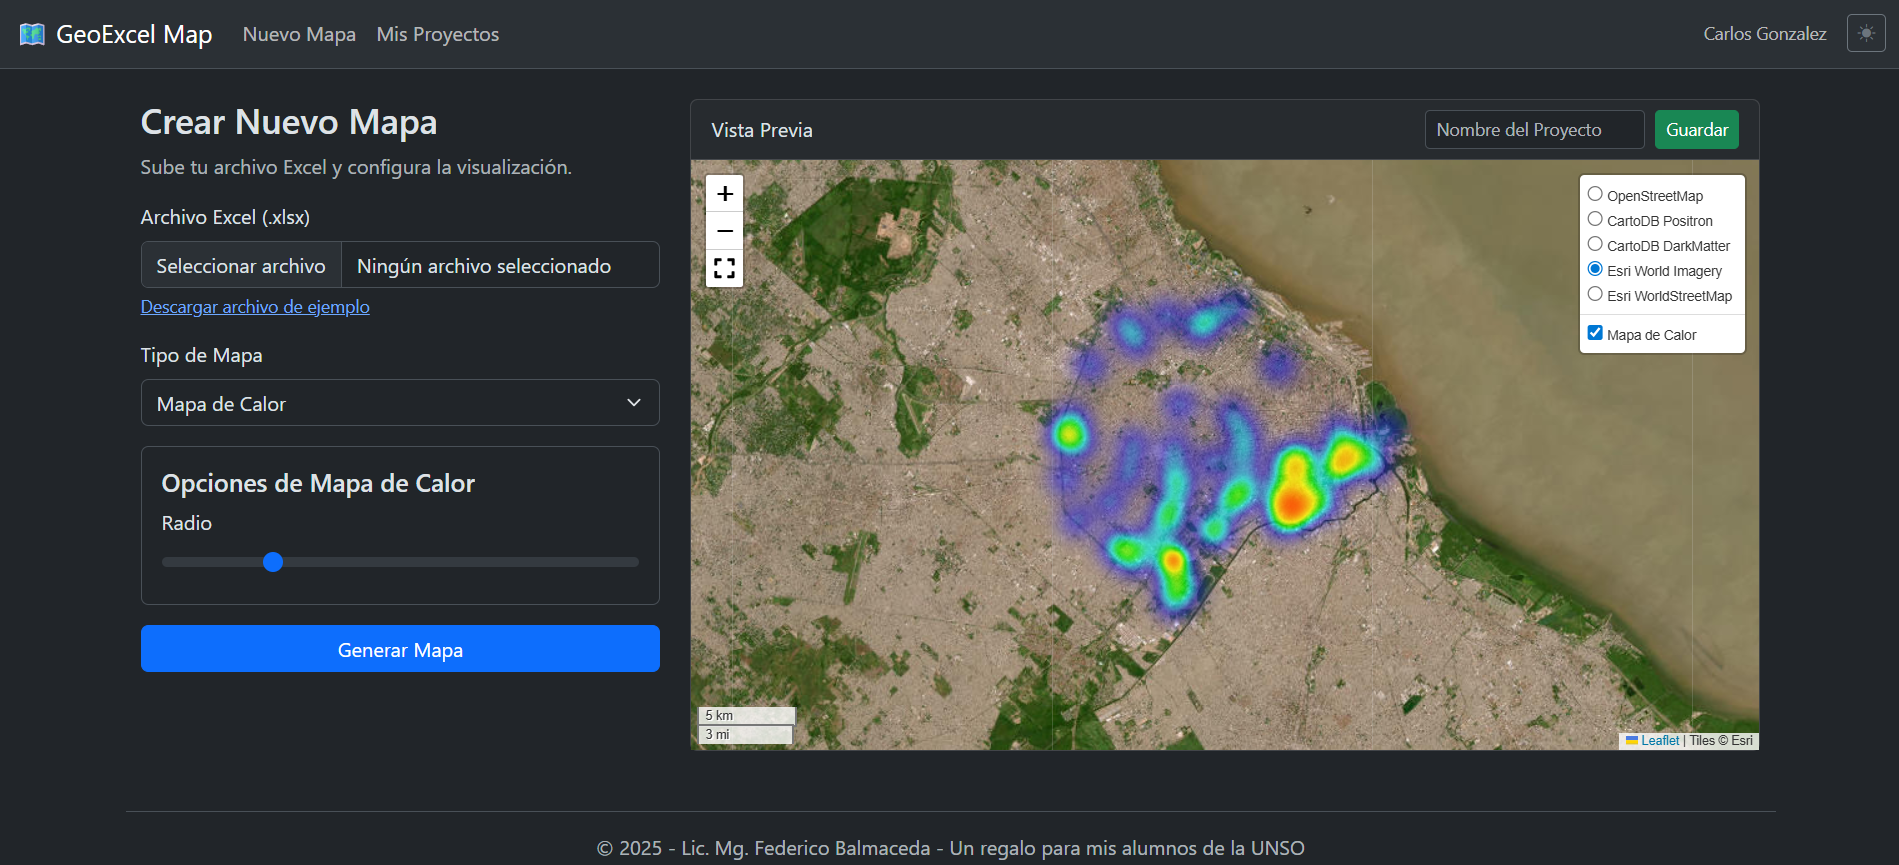 GeoExcel Map Nuevo Mapa Mis Proyectos Carlos Gonzalez
Crear Nuevo Mapa
Sube tu archivo Excel y configura la visualización.
Archivo Excel (.xlsx)
Seleccionar archivo Ningún archivo seleccionado
Descargar archivo de ejemplo
Tipo de Mapa
Mapa de Calor
Opciones de Mapa de Calor
Radio
Generar Mapa
Vista Previa Nombre del Proyecto Guardar
+
−
OpenStreetMap
CartoDB Positron
CartoDB DarkMatter
Esri World Imagery
Esri WorldStreetMap
Mapa de Calor
5 km
3 mi
Leaflet | Tiles © Esri
© 2025 - Lic. Mg. Federico Balmaceda - Un regalo para mis alumnos de la UNSO